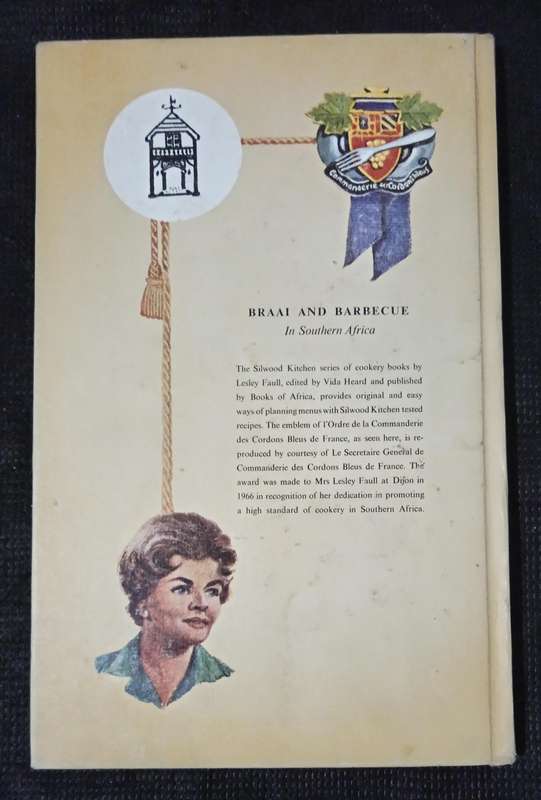 Commanderie des Cordons Bleus
BRAAI AND BARBECUE
In Southern Africa
The Silwood Kitchen series of cookery books by
Lesley Faull, edited by Vida Heard and published
by Books of Africa, provides original and easy
ways of planning menus with Silwood Kitchen tested
recipes. The emblem of l'Ordre de la Commanderie
des Cordons Bleus de France, as seen here, is re-
produced by courtesy of Le Secretaire General de
Commanderie des Cordons Bleus de France. The
award was made to Mrs Lesley Faull at Dijon in
1966 in recognition of her dedication in promoting
a high standard of cookery in Southern Africa.